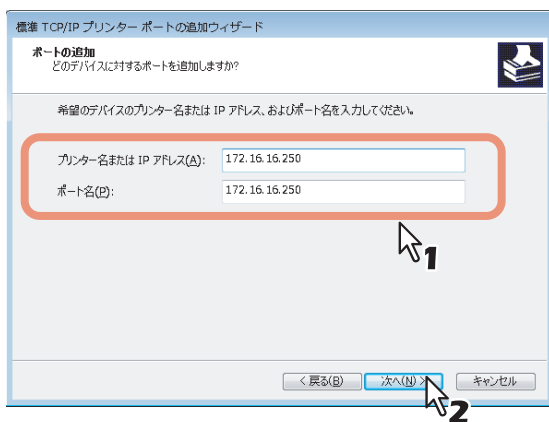 標準 TCP/IP プリンター ポートの追加ウィザード
ポートの追加
どのデバイスに対するポートを追加しますか?
希望のデバイスのプリンター名または IP アドレス、およびポート名を入力してください。
プリンター名または IP アドレス(A): 172.16.16.250
ポート名(P): 172.16.16.250
1
< 戻る(B) 次へ(N) > キャンセル
2